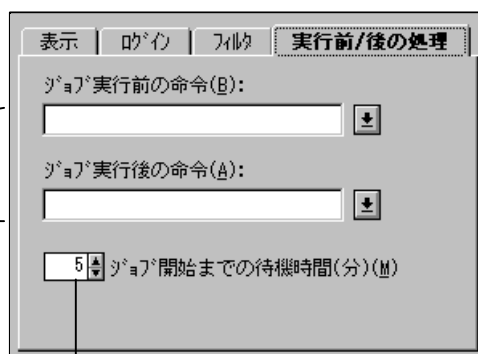 表示 ﾛｸﾞｲﾝ ﾌｨﾙﾀ 実行前/後の処理
ｼﾞｮﾌﾞ実行前の命令(B):
ｼﾞｮﾌﾞ実行後の命令(A):
5 ｼﾞｮﾌﾞ開始までの待機時間(分)(M)